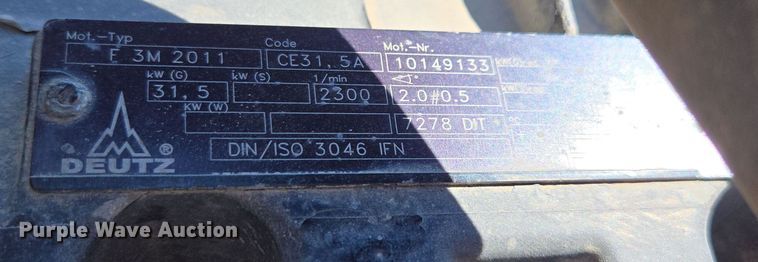 Mot.-Typ Code Mot.-Nr.
F 3M 2011 CE31,5A 10149133
kW (G) kW (S) 1/min
31,5 2300 2.0#0.5
kW (W)
7278 DIT
DEUTZ ®
DIN/ISO 3046 IFN
Purple Wave Auction®